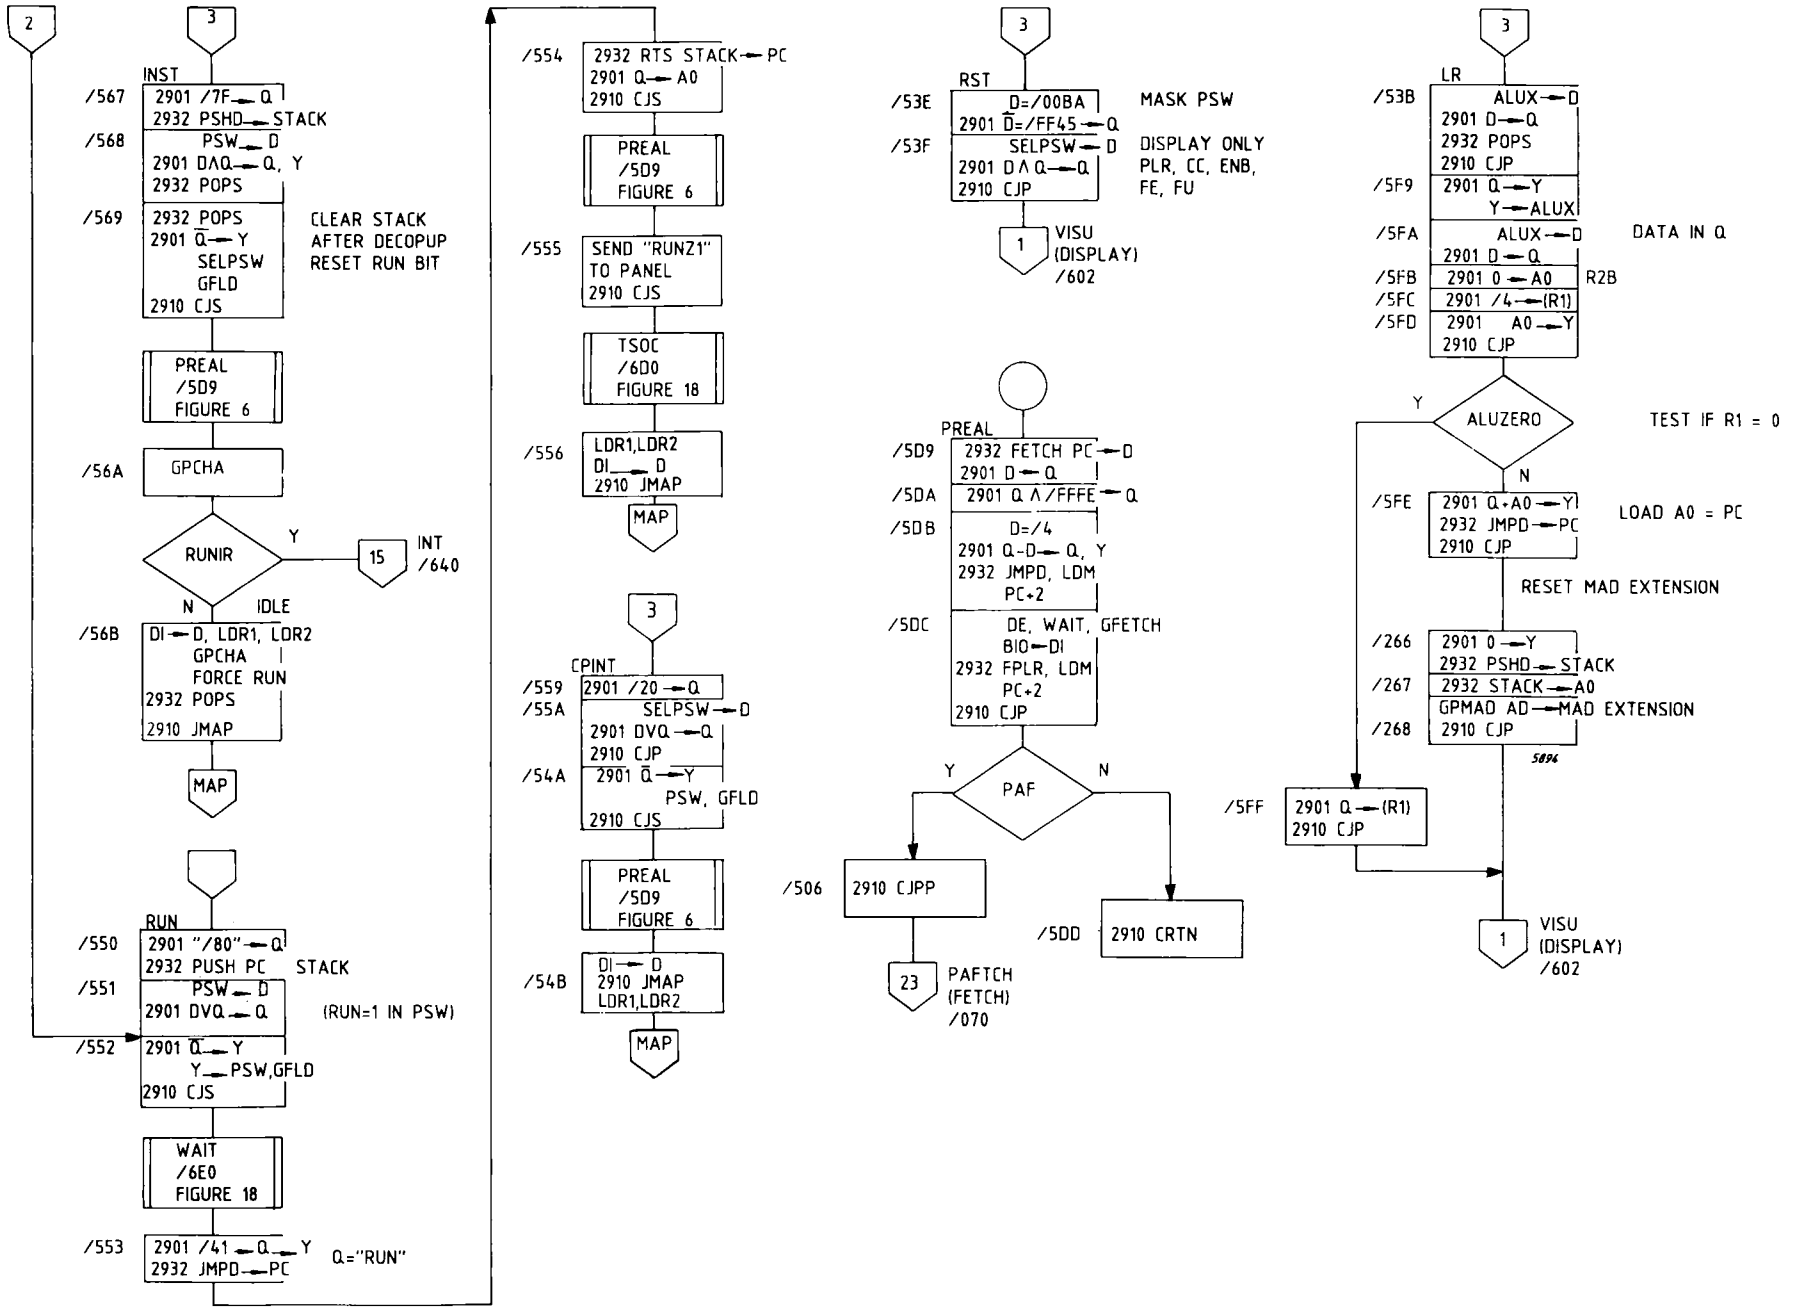 2
3
INST
/567
2901 /7F → Q
2932 PSHD → STACK
/568
PSW → D
2901 D∧Q → Q, Y
2932 POPS
/569
2932 POPS
2901 Q̅ → Y
SELPSW
GFLD
2910 CJS
CLEAR STACK
AFTER DECOPUP
RESET RUN BIT
PREAL
/5D9
FIGURE 6
/56A
GPCHA
RUNIR
Y
15
INT
/640
N
IDLE
/56B
DI → D, LDR1, LDR2
GPCHA
FORCE RUN
2932 POPS
2910 JMAP
MAP
RUN
/550
2901 "/80" → Q
2932 PUSH PC STACK
/551
PSW → D
2901 DVQ → Q
(RUN=1 IN PSW)
/552
2901 Q̅ → Y
Y → PSW,GFLD
2910 CJS
WAIT
/6E0
FIGURE 18
/553
2901 /41 → Q → Y
2932 JMPD → PC
Q="RUN"
/554
2932 RTS STACK → PC
2901 Q → A0
2910 CJS
PREAL
/5D9
FIGURE 6
/555
SEND "RUNZ1"
TO PANEL
2910 CJS
TSOC
/6D0
FIGURE 18
/556
LDR1,LDR2
DI → D
2910 JMAP
MAP
3
CPINT
/559
2901 /20 → Q
/55A
SELPSW → D
2901 DVQ → Q
2910 CJP
/54A
2901 Q̅ → Y
PSW, GFLD
2910 CJS
PREAL
/5D9
FIGURE 6
/54B
DI → D
2910 JMAP
LDR1,LDR2
MAP
3
RST
/53E
D=/00BA
2901 D̅=/FF45 → Q
MASK PSW
/53F
SELPSW → D
2901 D∧Q → Q
2910 CJP
DISPLAY ONLY
PLR, CC, ENB,
FE, FU
1
VISU
(DISPLAY)
/602
PREAL
/5D9
2932 FETCH PC → D
2901 D → Q
/5DA
2901 Q ∧ /FFFE → Q
/5DB
D=/4
2901 Q-D → Q, Y
2932 JMPD, LDM
PC+2
/5DC
DE, WAIT, GFETCH
BIO ← DI
2932 FPLR, LDM
PC+2
2910 CJP
Y
PAF
N
/506
2910 CJPP
23
PAFTCH
(FETCH)
/070
/5DD
2910 CRTN
3
LR
/53B
ALUX → D
2901 D → Q
2932 POPS
2910 CJP
/5F9
2901 Q → Y
Y → ALUX
/5FA
ALUX → D
2901 D → Q
DATA IN Q
/5FB
2901 0 → A0
R2B
/5FC
2901 /4 → (R1)
/5FD
2901 A0 → Y
2910 CJP
Y
ALUZERO
TEST IF R1 = 0
N
/5FE
2901 Q+A0 → Y
2932 JMPD → PC
2910 CJP
LOAD A0 = PC
RESET MAD EXTENSION
/266
2901 0 → Y
2932 PSHD → STACK
/267
2932 STACK → A0
GPMAD AD → MAD EXTENSION
/268
2910 CJP
5894
/5FF
2901 Q → (R1)
2910 CJP
1
VISU
(DISPLAY)
/602